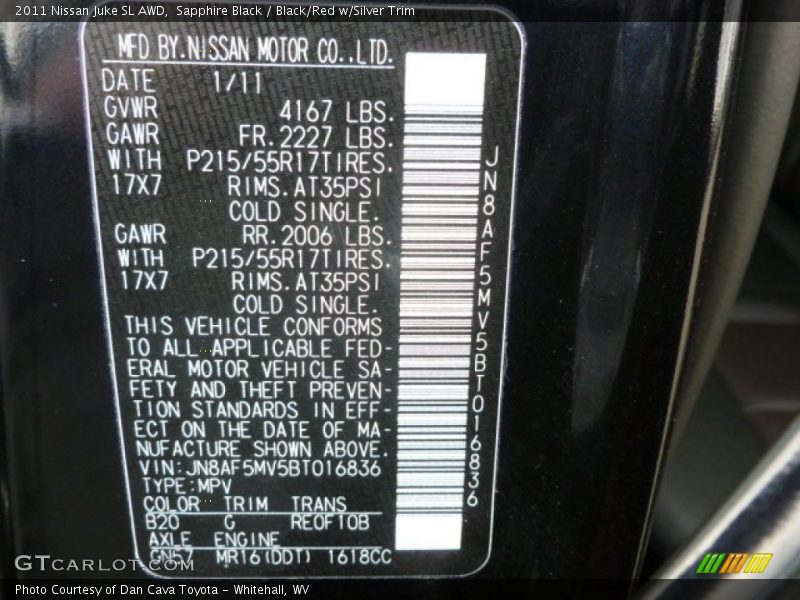 2011 Nissan Juke SL AWD, Sapphire Black / Black/Red w/Silver Trim
MFD BY.NISSAN MOTOR CO.,LTD.
DATE 1/11
GVWR 4167 LBS.
GAWR FR.2227 LBS.
WITH P215/55R17TIRES.
17X7 RIMS.AT35PSI
COLD SINGLE.
GAWR RR.2006 LBS.
WITH P215/55R17TIRES.
17X7 RIMS.AT35PSI
COLD SINGLE.
THIS VEHICLE CONFORMS
TO ALL APPLICABLE FED-
ERAL MOTOR VEHICLE SA-
FETY AND THEFT PREVEN-
TION STANDARDS IN EFF-
ECT ON THE DATE OF MA-
NUFACTURE SHOWN ABOVE.
VIN:JN8AF5MV5BT016836
TYPE:MPV
COLOR TRIM TRANS
B20 G RE0F10B
AXLE ENGINE
GN57 MR16(DDT) 1618CC
JN8AF5MV5BT016836
GTCARLOT.COM
Photo Courtesy of Dan Cava Toyota - Whitehall, WV